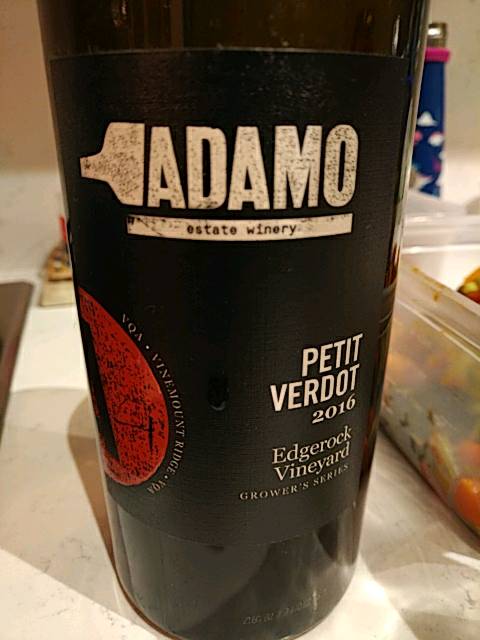 ADAMO
estate winery
VQA • VINEMOUNT RIDGE • VQA
PETIT
VERDOT
2016
Edgerock
Vineyard
GROWER'S SERIES